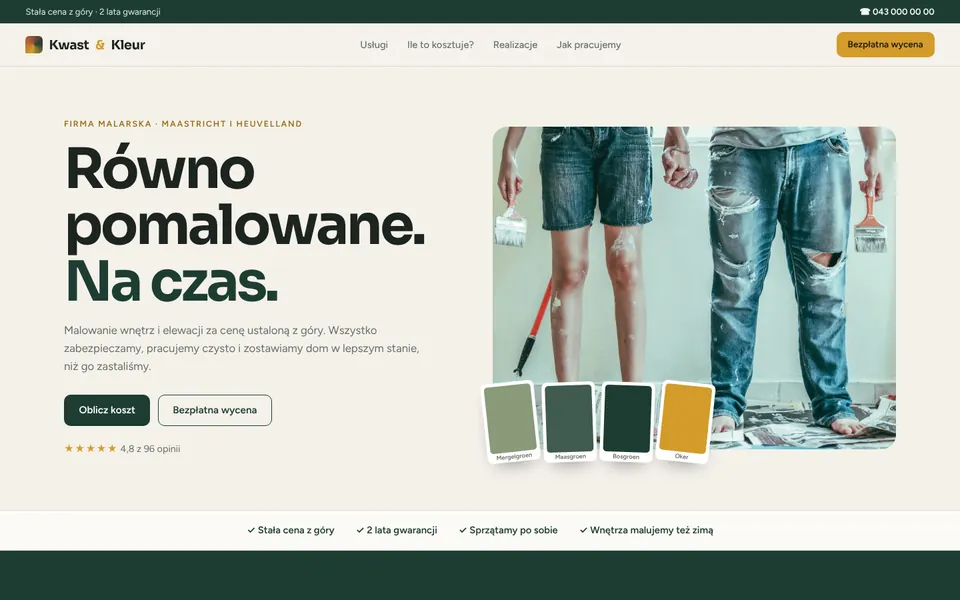 Stała cena z góry · 2 lata gwarancji
☎ 043 000 00 00
Kwast & Kleur
Usługi
Ile to kosztuje?
Realizacje
Jak pracujemy
Bezpłatna wycena
FIRMA MALARSKA · MAASTRICHT I HEUVELLAND
Równo
pomalowane.
Na czas.
Malowanie wnętrz i elewacji za cenę ustaloną z góry. Wszystko
zabezpieczamy, pracujemy czysto i zostawiamy dom w lepszym stanie,
niż go zastaliśmy.
Oblicz koszt
Bezpłatna wycena
★★★★★ 4,8 z 96 opinii
Mergelgroen
Maasgroen
Bosgroen
Oker
✓ Stała cena z góry
✓ 2 lata gwarancji
✓ Sprzątamy po sobie
✓ Wnętrza malujemy też zimą